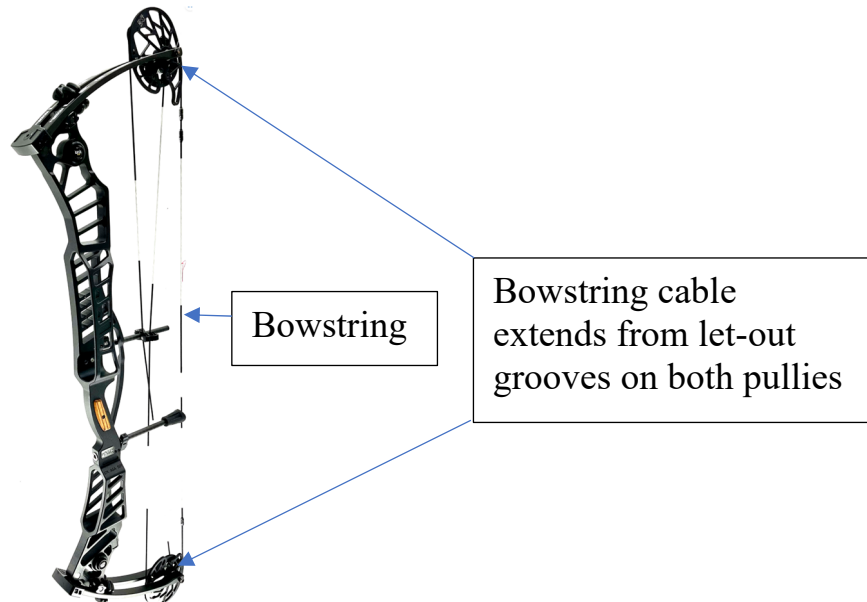 Bowstring
Bowstring cable
extends from let-out
grooves on both pullies